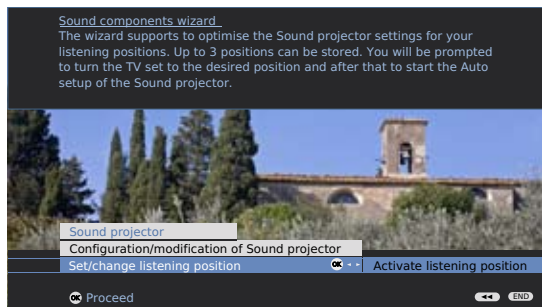 Sound components wizard
The wizard supports to optimise the Sound projector settings for your
listening positions. Up to 3 positions can be stored. You will be prompted
to turn the TV set to the desired position and after that to start the Auto
setup of the Sound projector.
Sound projector
Configuration/modification of Sound projector
Set/change listening position OK Activate listening position
OK Proceed END